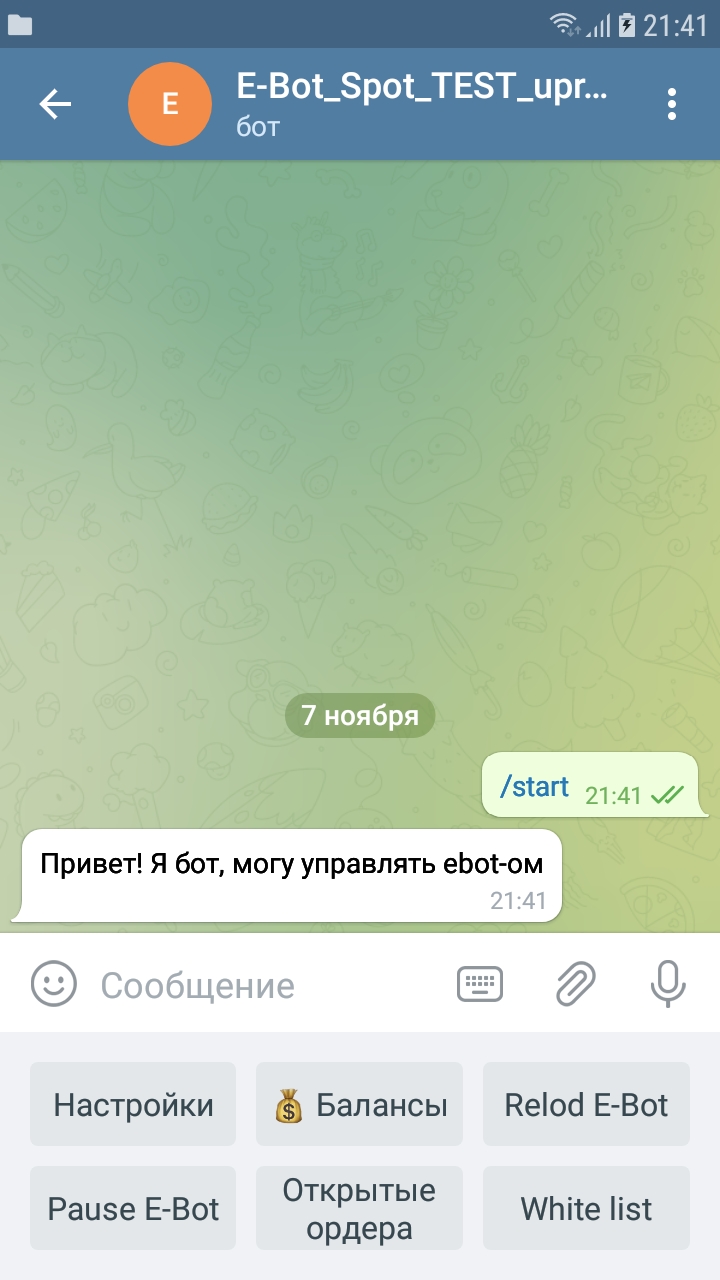 21:41
E
E-Bot_Spot_TEST_upr...
бот
7 ноября
/start 21:41
Привет! Я бот, могу управлять ebot-ом
21:41
Сообщение
Настройки
Балансы
Relod E-Bot
Pause E-Bot
Открытые
ордера
White list